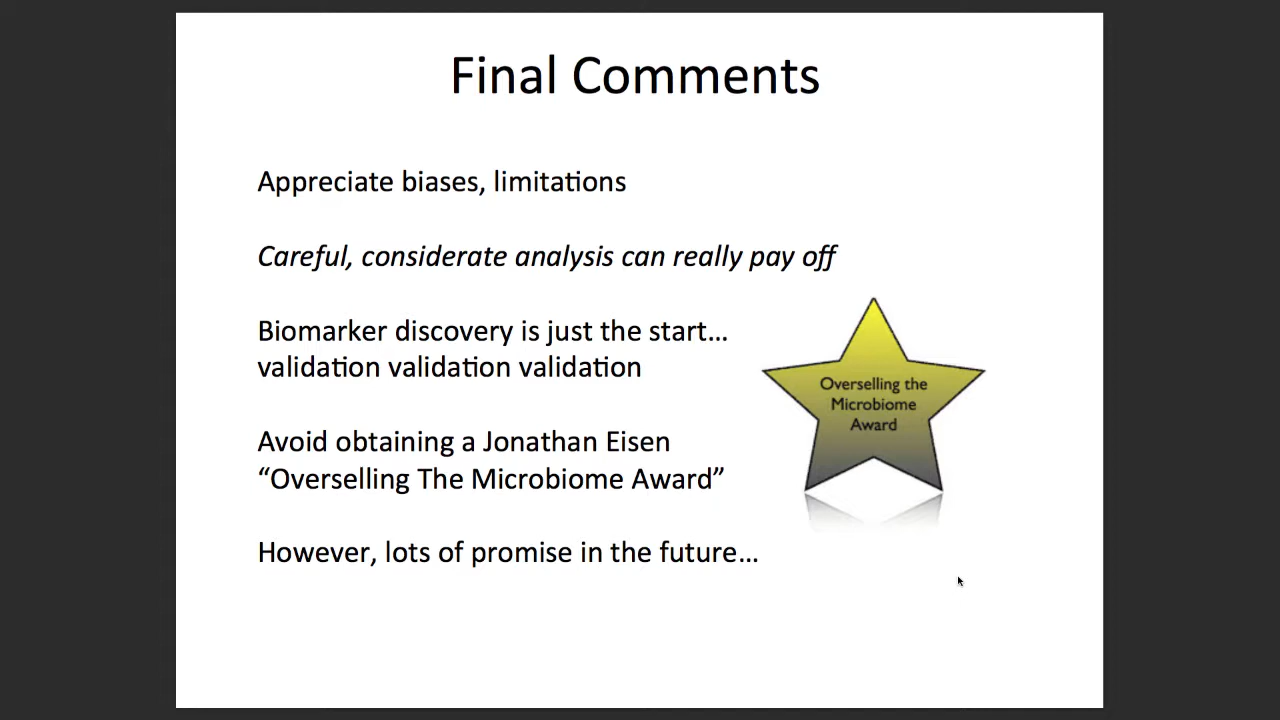 Final Comments
Appreciate biases, limitations
Careful, considerate analysis can really pay off
Biomarker discovery is just the start…
validation validation validation
Overselling the
Microbiome
Award
Avoid obtaining a Jonathan Eisen
“Overselling The Microbiome Award”
However, lots of promise in the future…